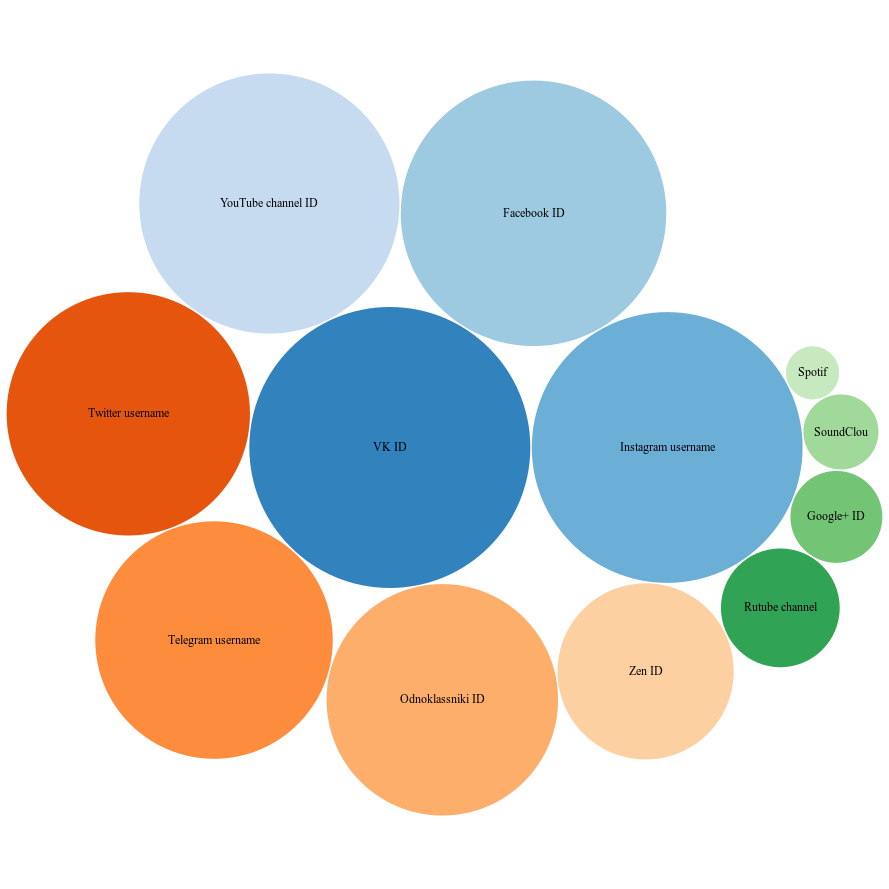 YouTube channel ID
Facebook ID
Spotif
Twitter username
SoundClou
VK ID
Instagram username
Google+ ID
Rutube channel
Telegram username
Zen ID
Odnoklassniki ID